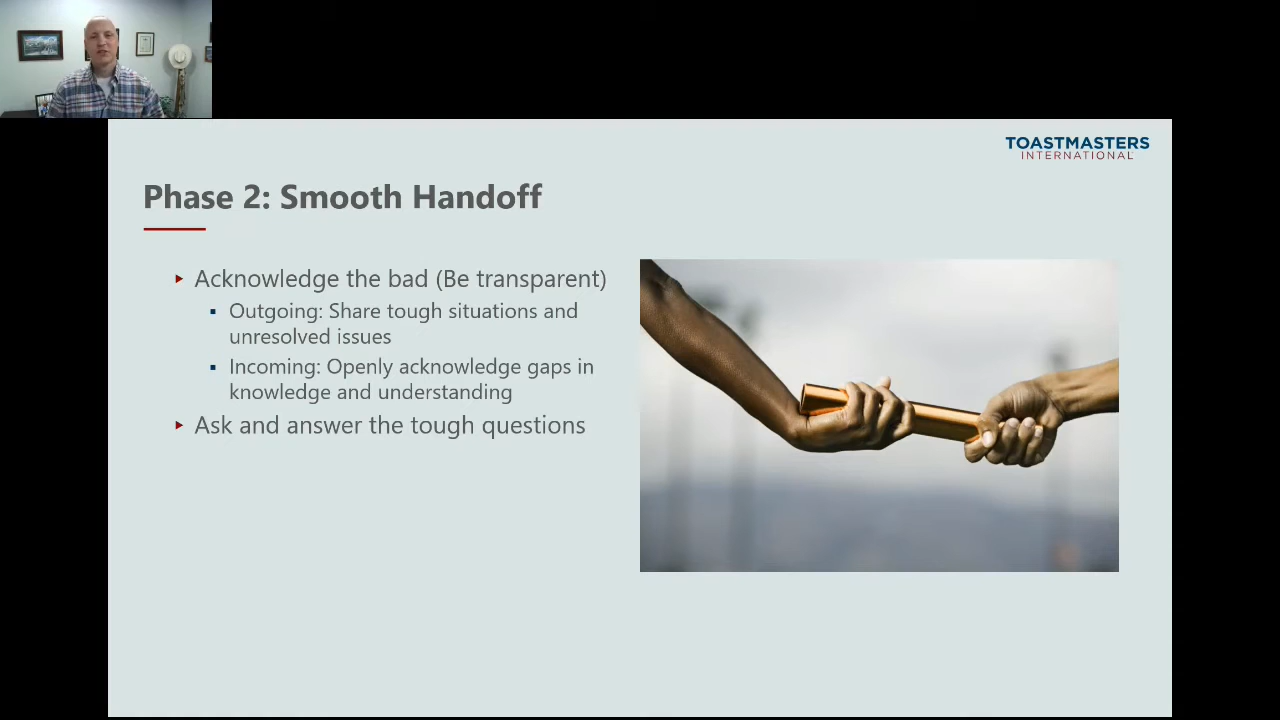 TOASTMASTERS
INTERNATIONAL
Phase 2: Smooth Handoff
Acknowledge the bad (Be transparent)
Outgoing: Share tough situations and
unresolved issues
Incoming: Openly acknowledge gaps in
knowledge and understanding
Ask and answer the tough questions